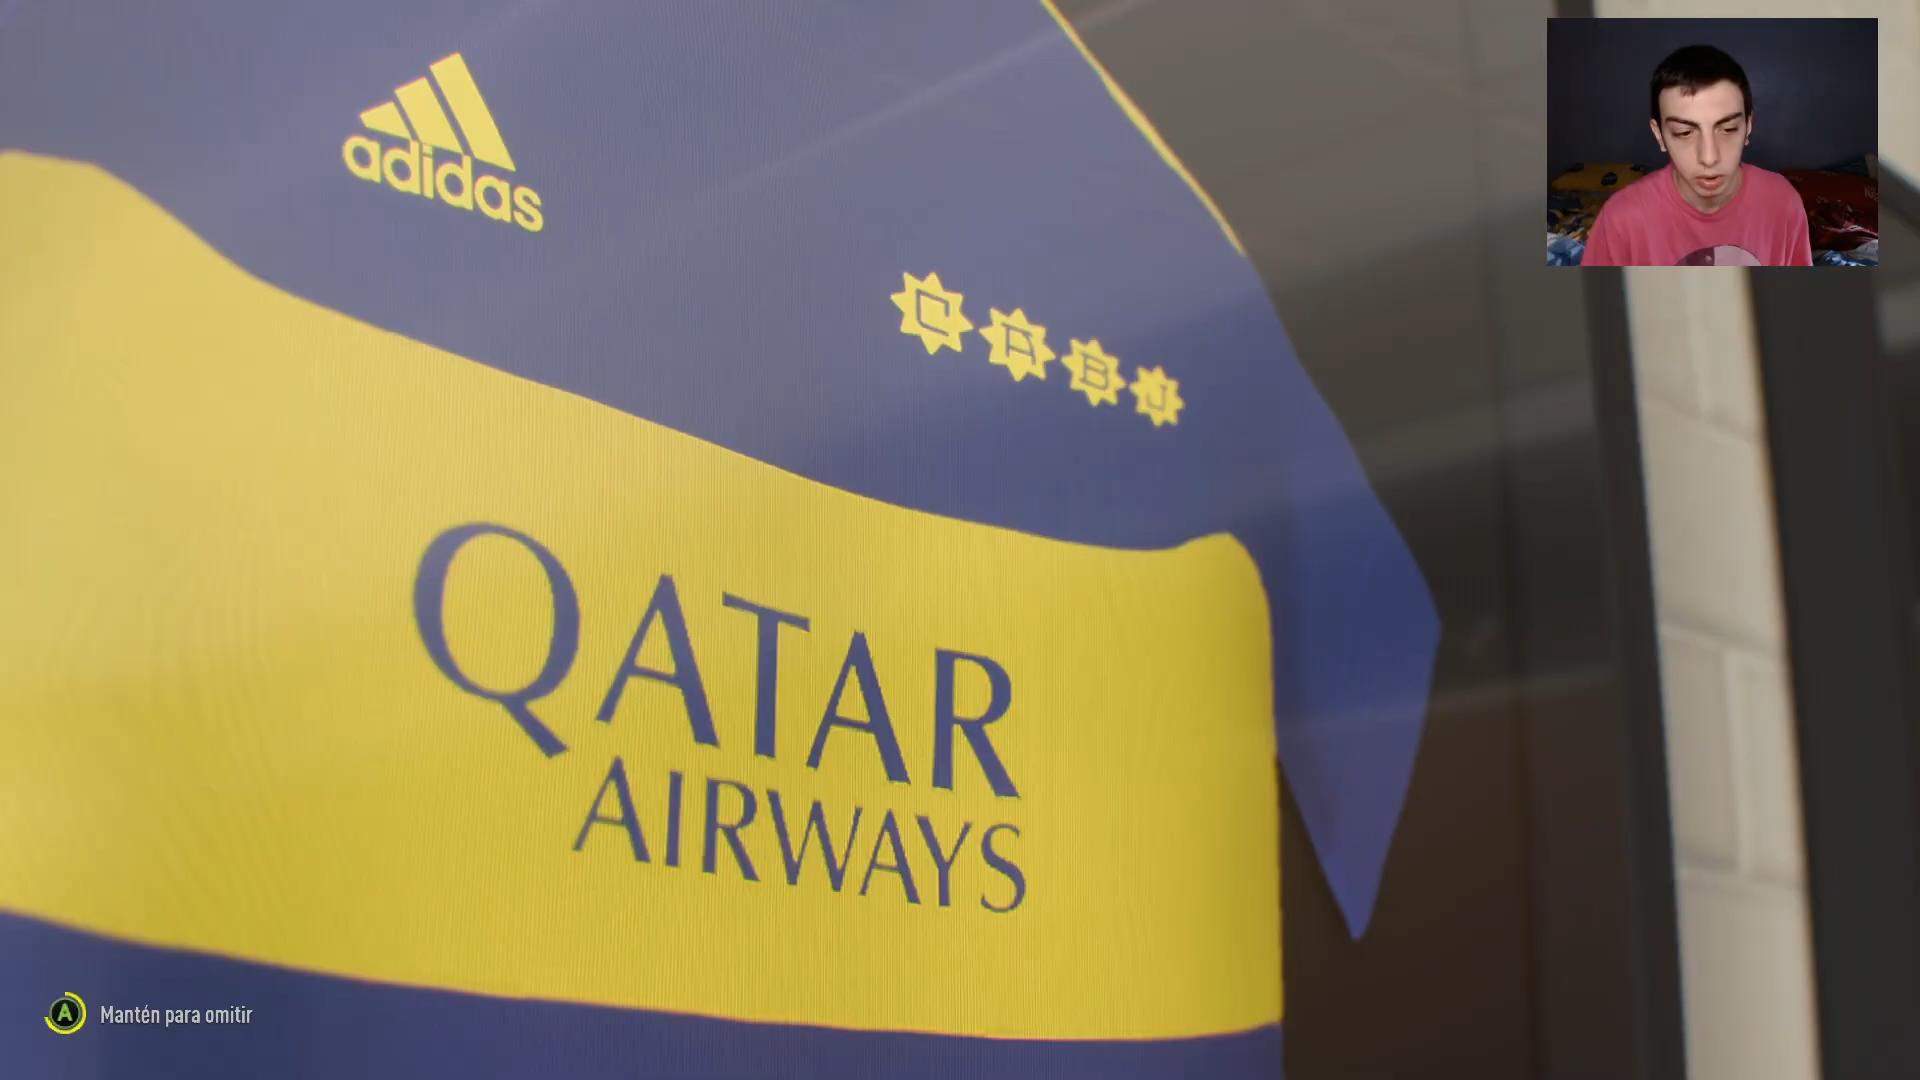 adidas
C A B J
QATAR
AIRWAYS
A Mantén para omitir